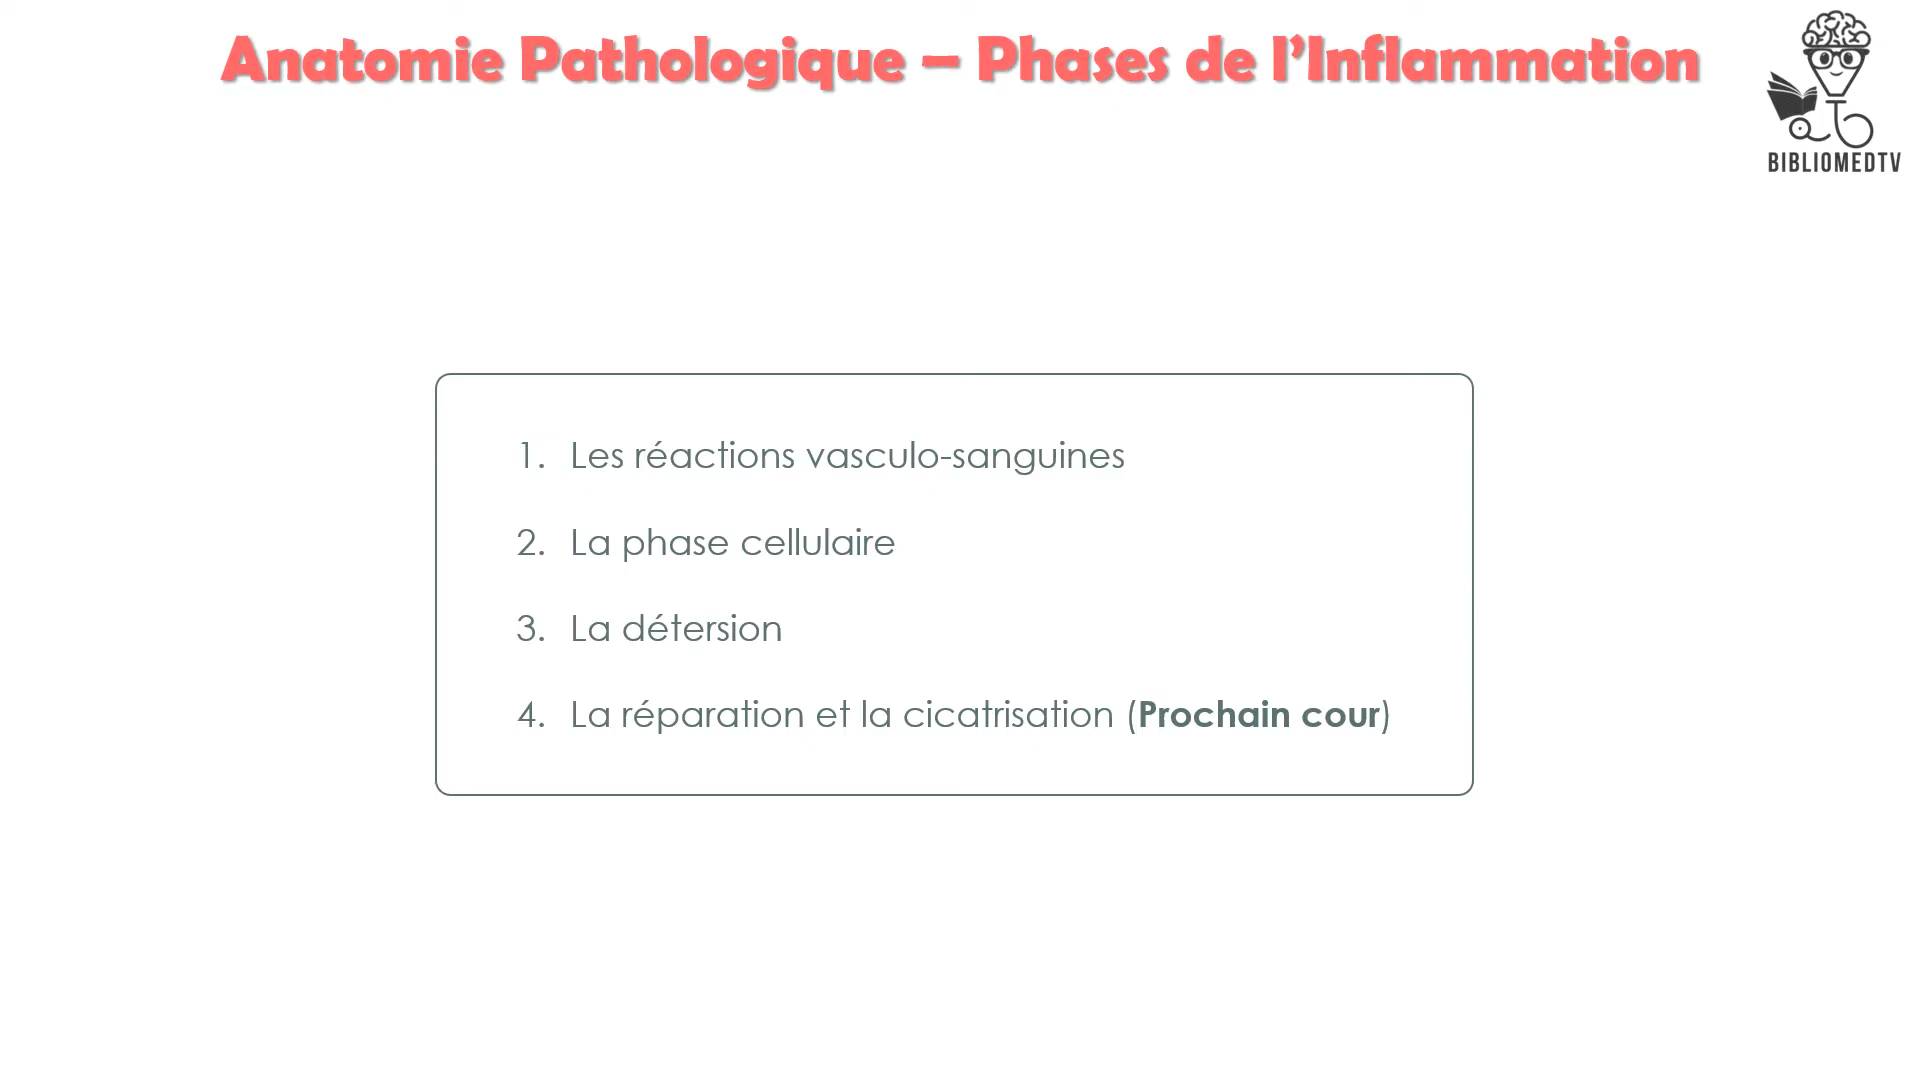 Anatomie Pathologique – Phases de l’Inflammation
BIBLIOMEDTV
1. Les réactions vasculo-sanguines
2. La phase cellulaire
3. La détersion
4. La réparation et la cicatrisation (Prochain cour)